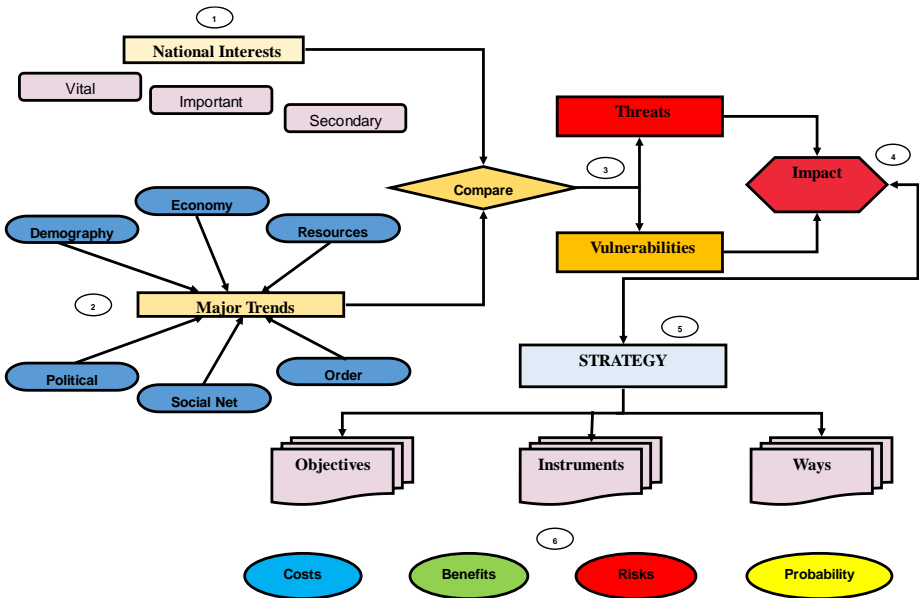 1
National Interests
Vital
Important
Secondary
Threats
3
4
Impact
Compare
Economy
Demography
Resources
Vulnerabilities
2
Major Trends
5
STRATEGY
Political
Order
Social Net
Objectives
Instruments
Ways
6
Costs
Benefits
Risks
Probability